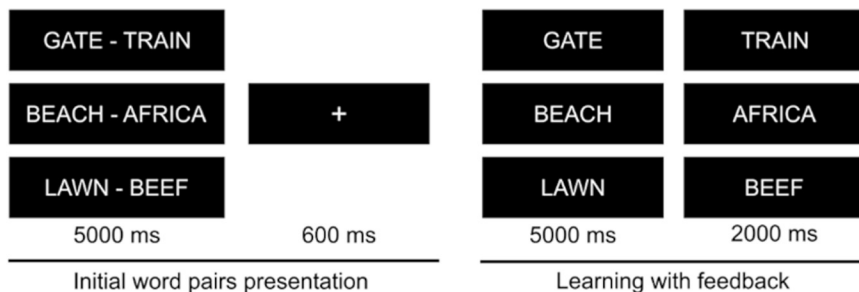 GATE - TRAIN
BEACH - AFRICA
+
LAWN - BEEF
5000 ms
600 ms
Initial word pairs presentation
GATE
TRAIN
BEACH
AFRICA
LAWN
BEEF
5000 ms
2000 ms
Learning with feedback